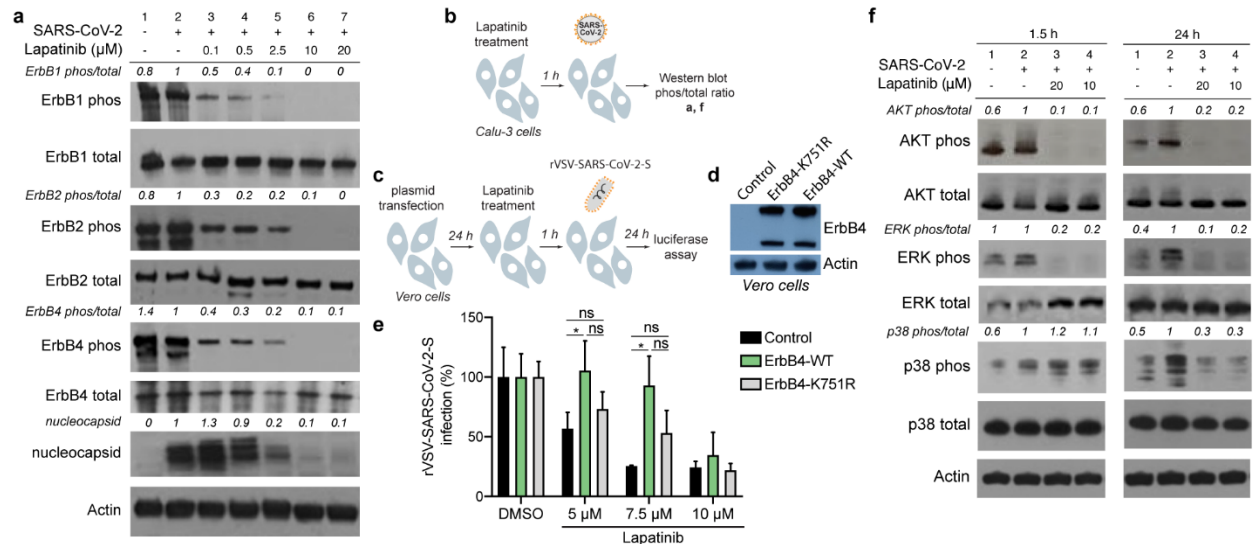 a
1 2 3 4 5 6 7
SARS-CoV-2 - + + + + + +
Lapatinib (µM) - - 0.1 0.5 2.5 10 20
ErbB1 phos/total 0.8 1 0.5 0.4 0.1 0 0
ErbB1 phos
ErbB1 total
ErbB2 phos/total 0.8 1 0.3 0.2 0.2 0.1 0
ErbB2 phos
ErbB2 total
ErbB4 phos/total 1.4 1 0.4 0.3 0.2 0.1 0.1
ErbB4 phos
ErbB4 total
nucleocapsid 0 1 1.3 0.9 0.2 0.1 0.1
nucleocapsid
Actin
b
Lapatinib
treatment
SARS-
CoV-2
1 h
Western blot
phos/total ratio
a, f
Calu-3 cells
c
rVSV-SARS-CoV-2-S
plasmid
transfection
Lapatinib
treatment
24 h
1 h
24 h
luciferase
assay
Vero cells
d
Control
ErbB4-K751R
ErbB4-WT
ErbB4
Actin
Vero cells
e
rVSV-SARS-CoV-2-S
infection (%)
150
100
50
0
ns
* ns
ns
* ns
DMSO 5 µM 7.5 µM 10 µM
Lapatinib
Control
ErbB4-WT
ErbB4-K751R
f
1.5 h 24 h
1 2 3 4 1 2 3 4
SARS-CoV-2 - + + + - + + +
Lapatinib (µM) - - 20 10 - - 20 10
AKT phos/total 0.6 1 0.1 0.1 0.6 1 0.2 0.2
AKT phos
AKT total
ERK phos/total 1 1 0.2 0.2 0.4 1 0.1 0.2
ERK phos
ERK total
p38 phos/total 0.6 1 1.2 1.1 0.5 1 0.3 0.3
p38 phos
p38 total
Actin